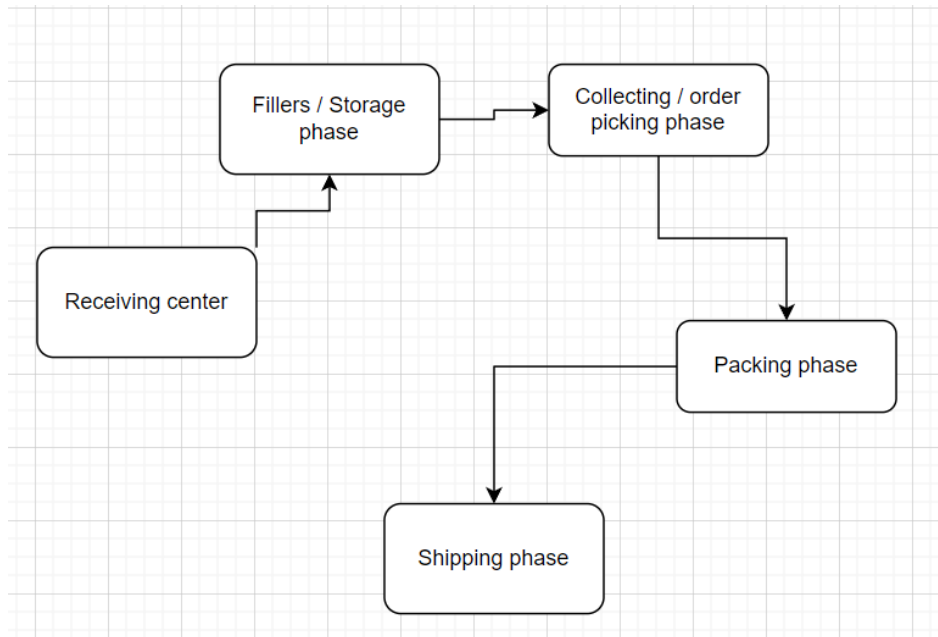 Fillers / Storage
phase
Collecting / order
picking phase
Receiving center
Packing phase
Shipping phase